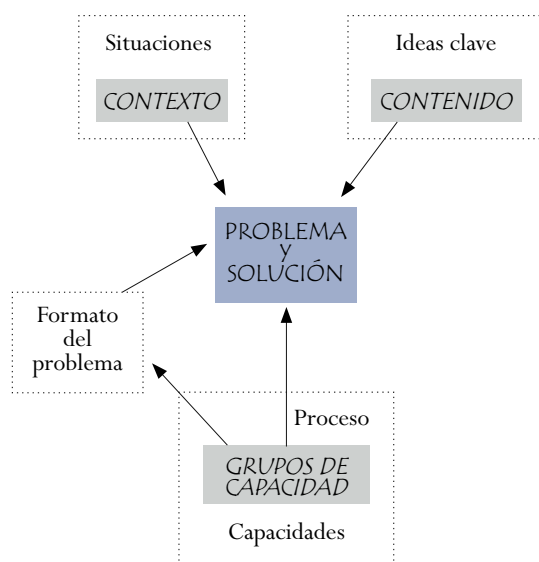 Situaciones
CONTEXTO
Ideas clave
CONTENIDO
PROBLEMA
y
SOLUCIÓN
Formato
del
problema
Proceso
GRUPOS DE
CAPACIDAD
Capacidades